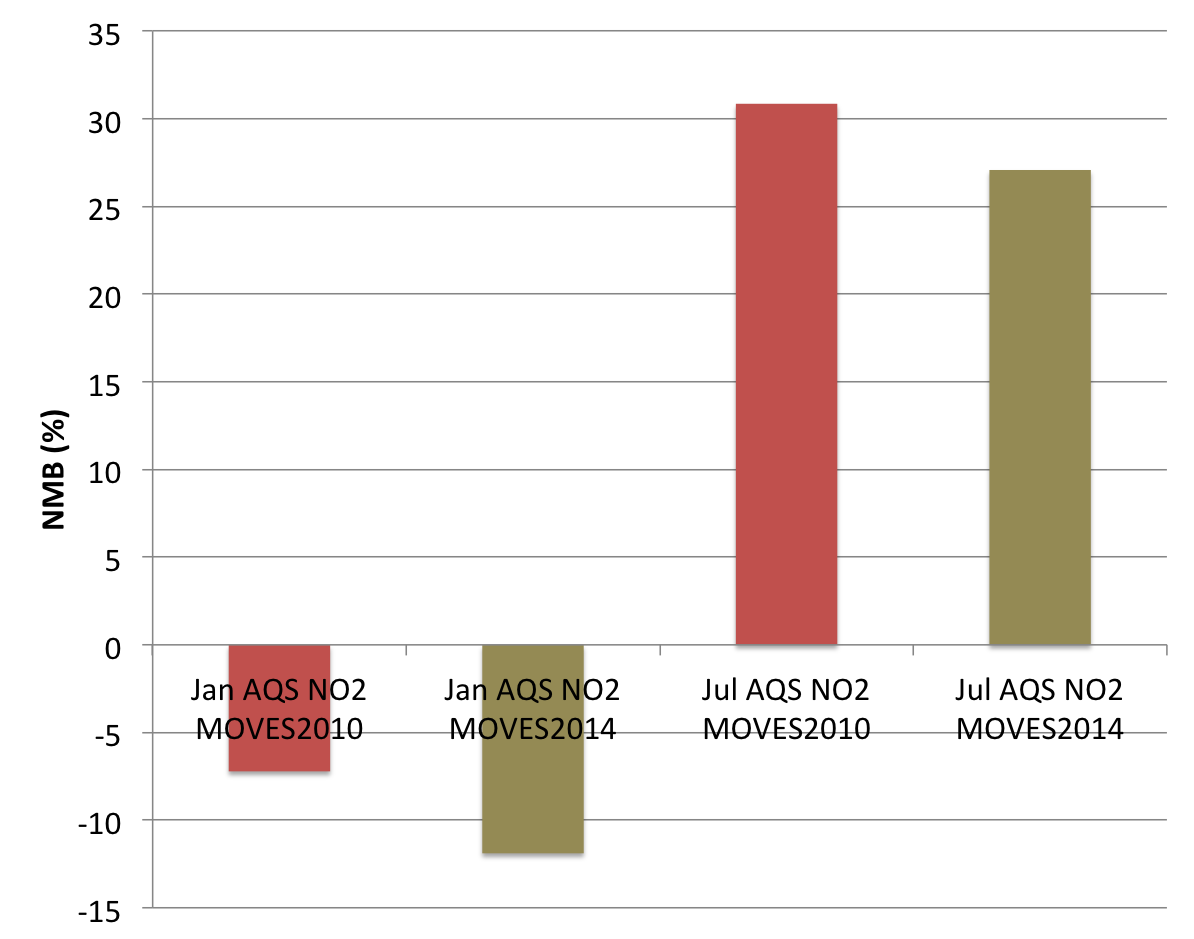 35
30
25
20
15
10
5
0
-5
-10
-15
NMB (%)
Jan AQS NO2
MOVES2010
Jan AQS NO2
MOVES2014
Jul AQS NO2
MOVES2010
Jul AQS NO2
MOVES2014